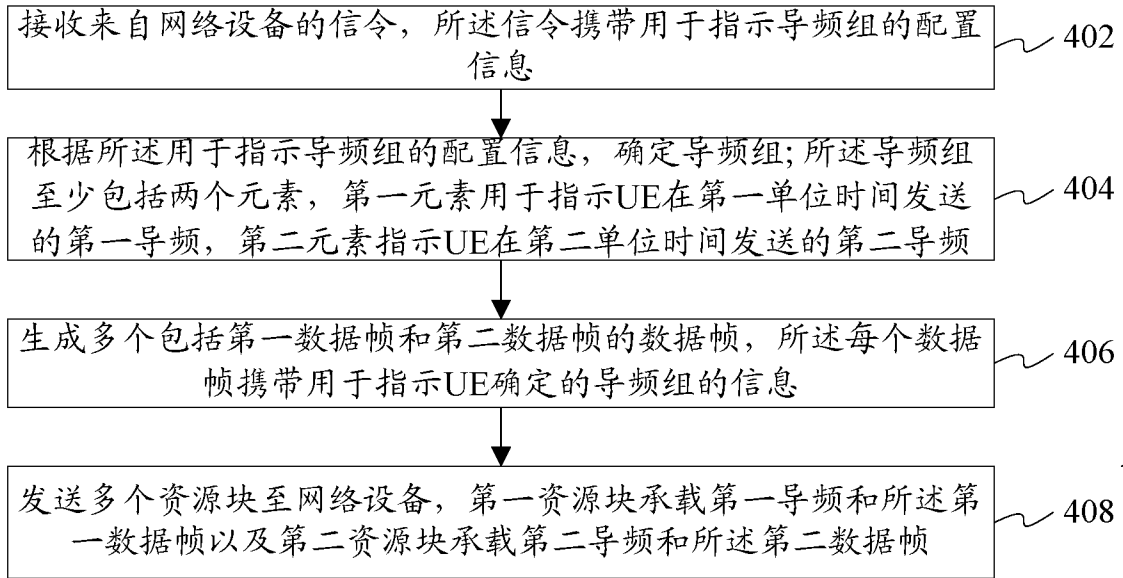 接收来自网络设备的信令，所述信令携带用于指示导频组的配置
信息
402
根据所述用于指示导频组的配置信息，确定导频组;所述导频组
至少包括两个元素，第一元素用于指示UE在第一单位时间发送
的第一导频，第二元素指示UE在第二单位时间发送的第二导频
404
生成多个包括第一数据帧和第二数据帧的数据帧，所述每个数据
帧携带用于指示UE确定的导频组的信息
406
发送多个资源块至网络设备，第一资源块承载第一导频和所述第
一数据帧以及第二资源块承载第二导频和所述第二数据帧
408